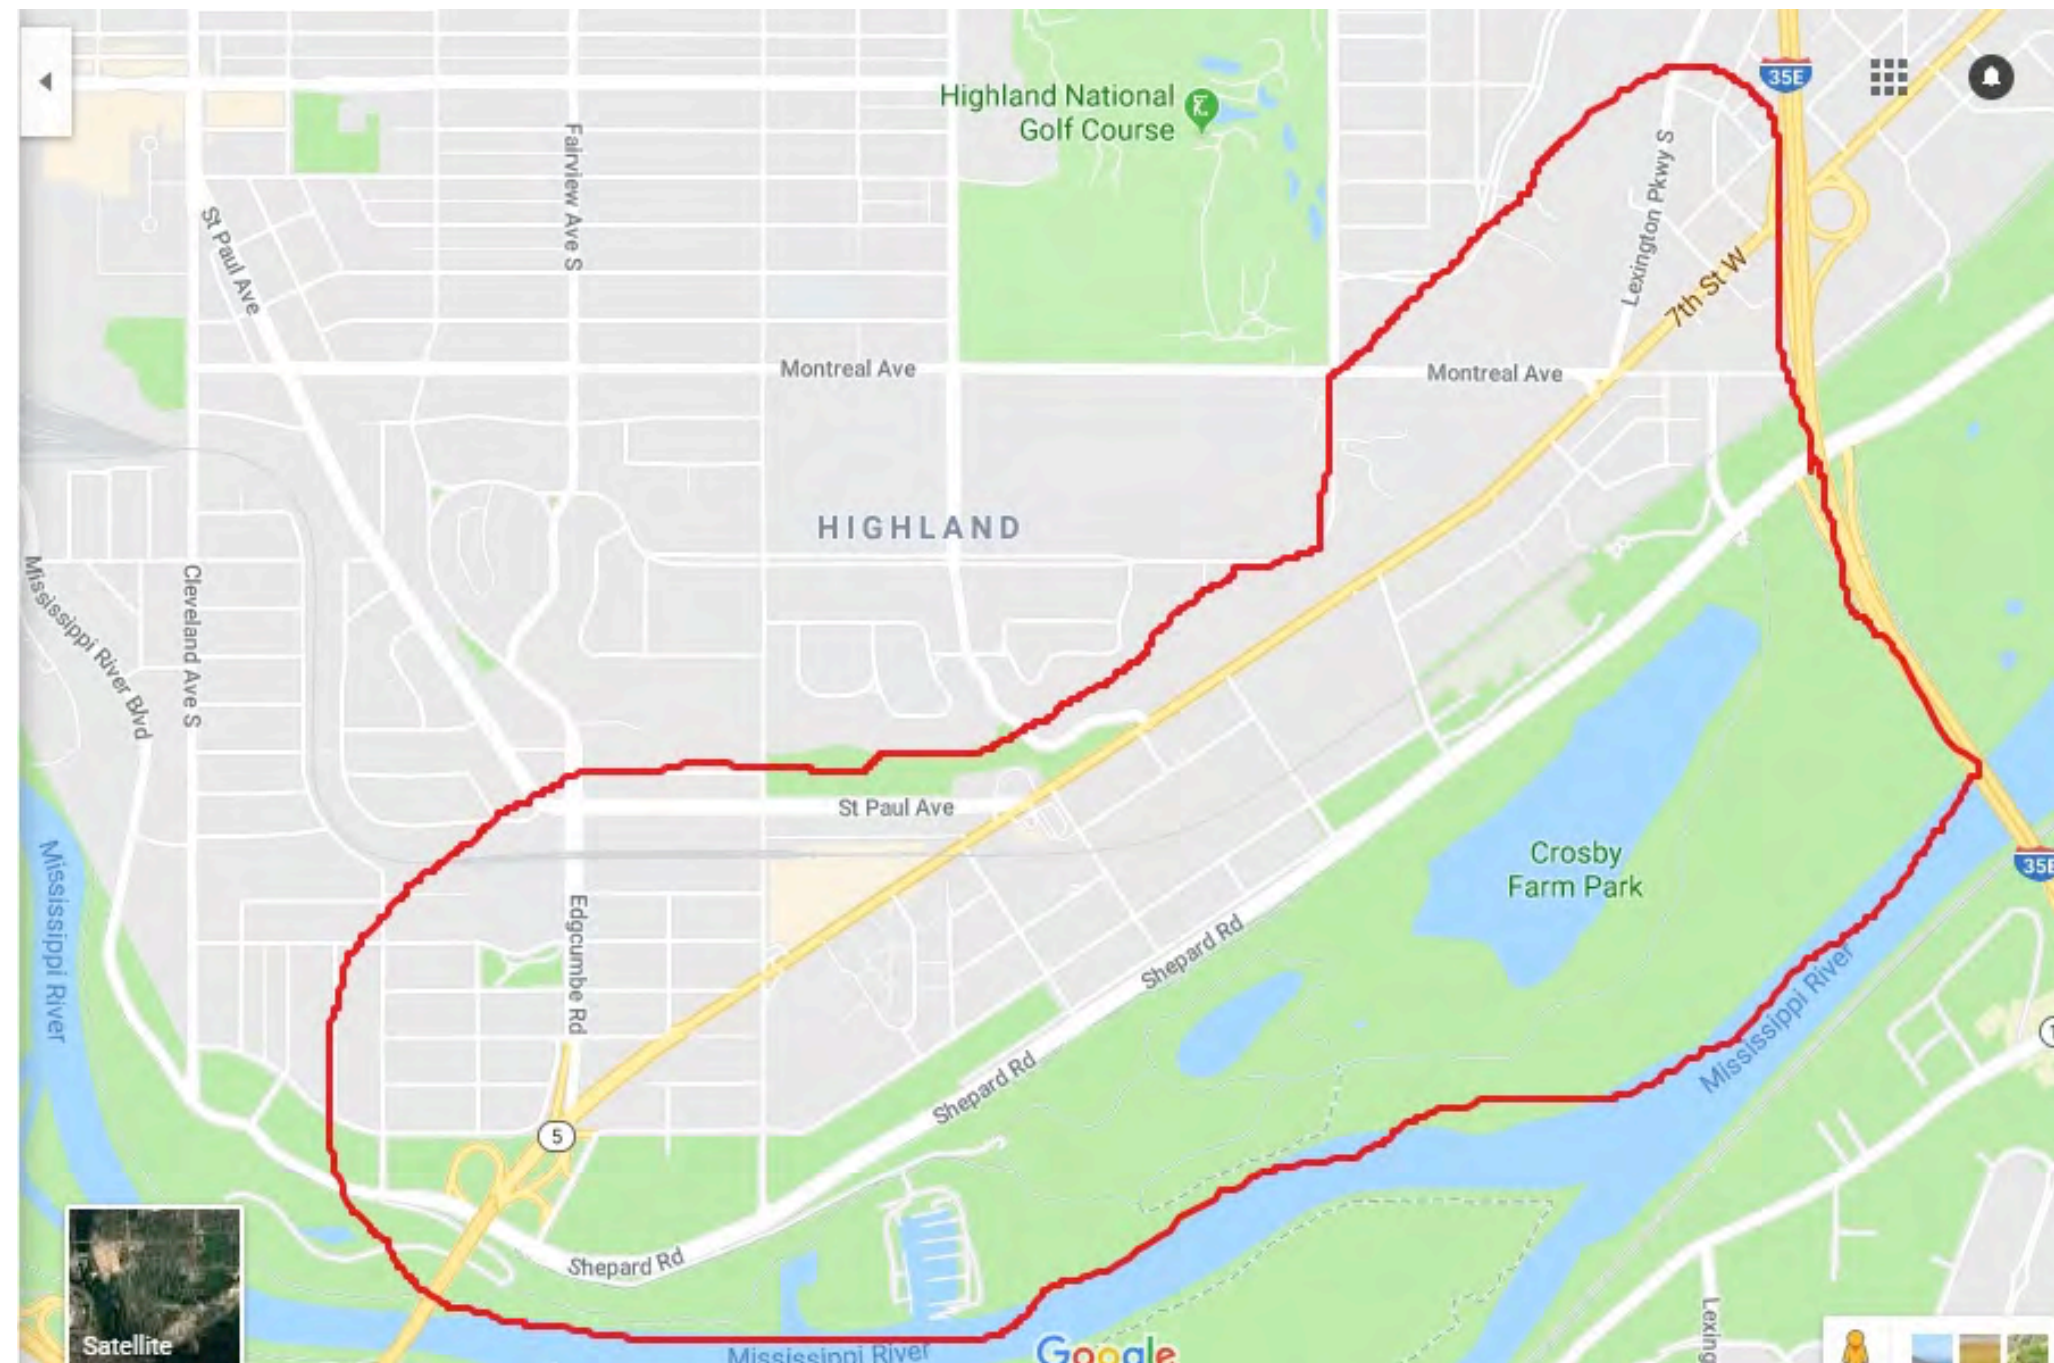 35E
Highland National
Golf Course
Fairview Ave S
Lexington Pkwy S
St Paul Ave
7th St W
Montreal Ave
Montreal Ave
HIGHLAND
Mississippi River Blvd
Cleveland Ave S
St Paul Ave
Crosby
Farm Park
35E
Mississippi River
Edgcumbe Rd
Shepard Rd
Mississippi River
Shepard Rd
5
Shepard Rd
Satellite
Mississippi River
Google